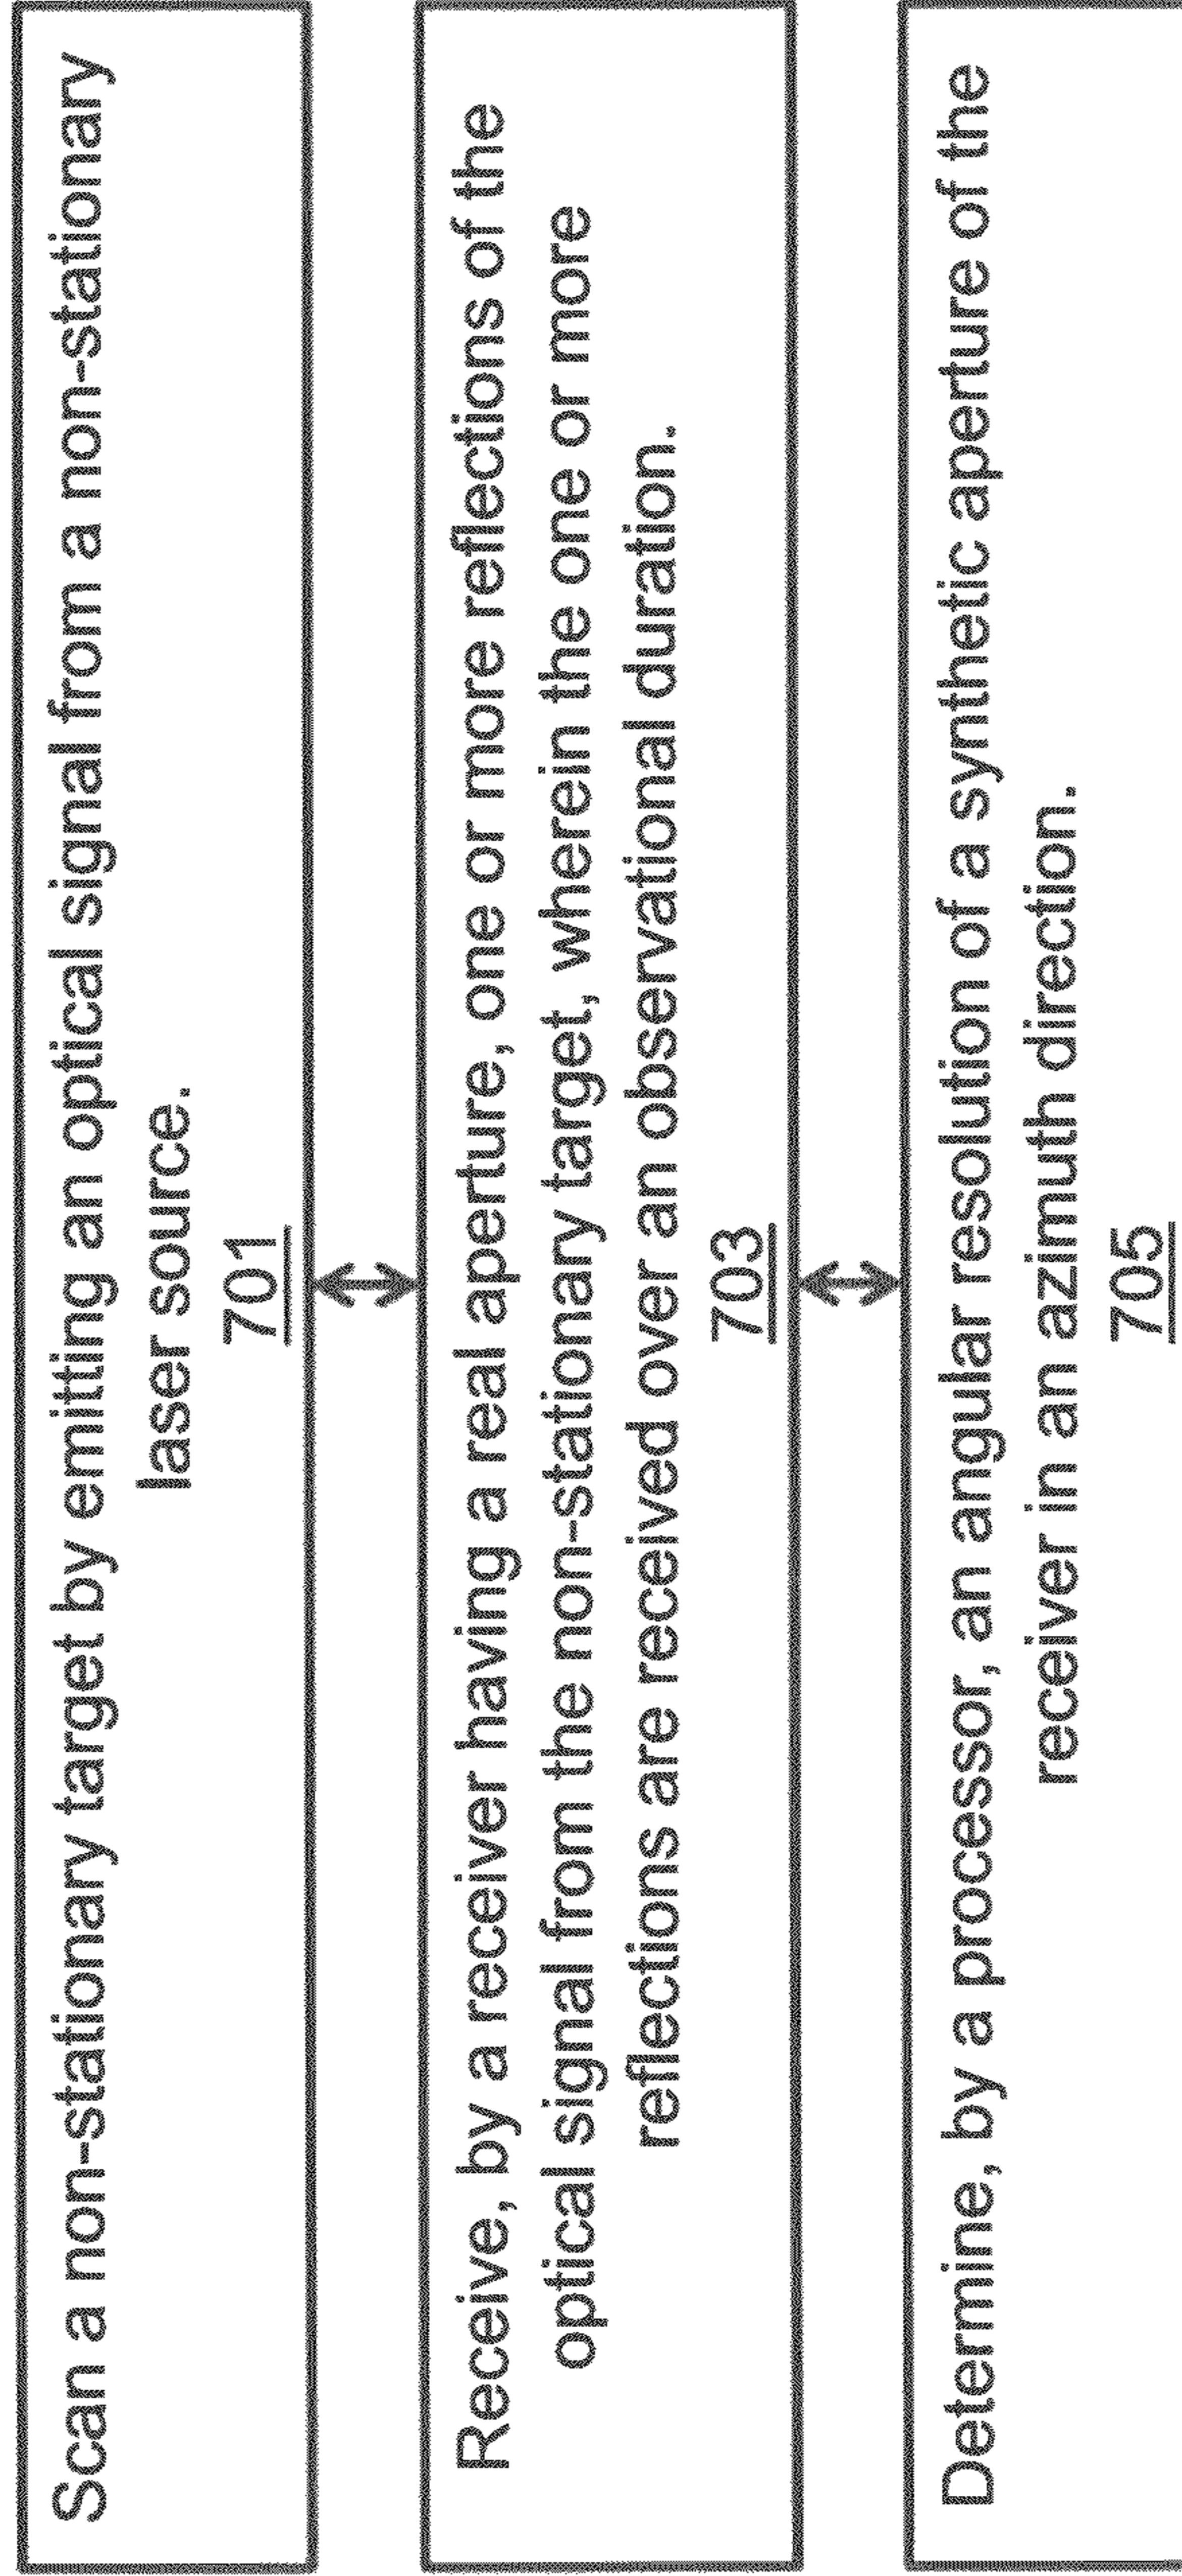 Scan a non-stationary target by emitting an optical signal from a non-stationary
laser source.
701
Receive, by a receiver having a real aperture, one or more reflections of the
optical signal from the non-stationary target, wherein the one or more
reflections are received over an observational duration.
703
Determine, by a processor, an angular resolution of a synthetic aperture of the
receiver in an azimuth direction.
705